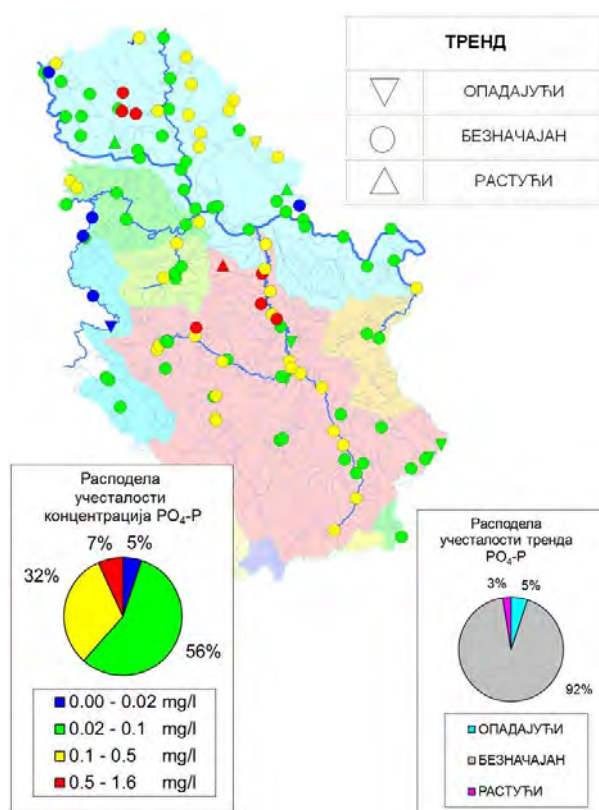 ТРЕНД
ОПАДАЈУЋИ
БЕЗНАЧАЈАН
РАСТУЋИ
Расподела
учесталости
концентрација PO₄-P
7%
5%
32%
56%
0.00 - 0.02 mg/l
0.02 - 0.1 mg/l
0.1 - 0.5 mg/l
0.5 - 1.6 mg/l
Расподела
учесталости тренда
PO₄-P
3%
5%
92%
ОПАДАЈУЋИ
БЕЗНАЧАЈАН
РАСТУЋИ